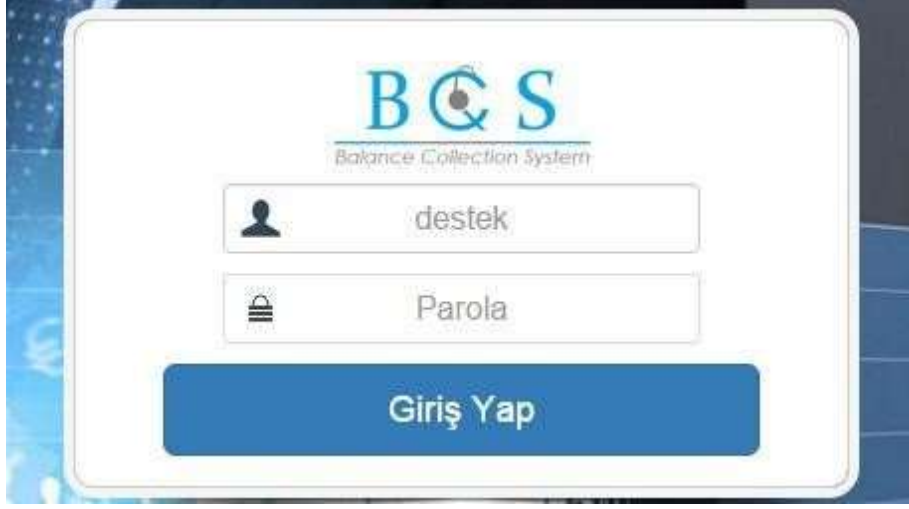 BCS
Balance Collection System
destek
Parola
Giriş Yap